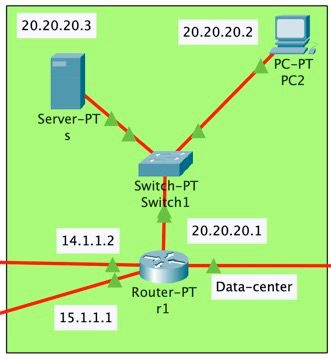 20.20.20.3
20.20.20.2
PC-PT
PC2
Server-PT
s
Switch-PT
Switch1
20.20.20.1
14.1.1.2
Router-PT
r1
Data-center
15.1.1.1